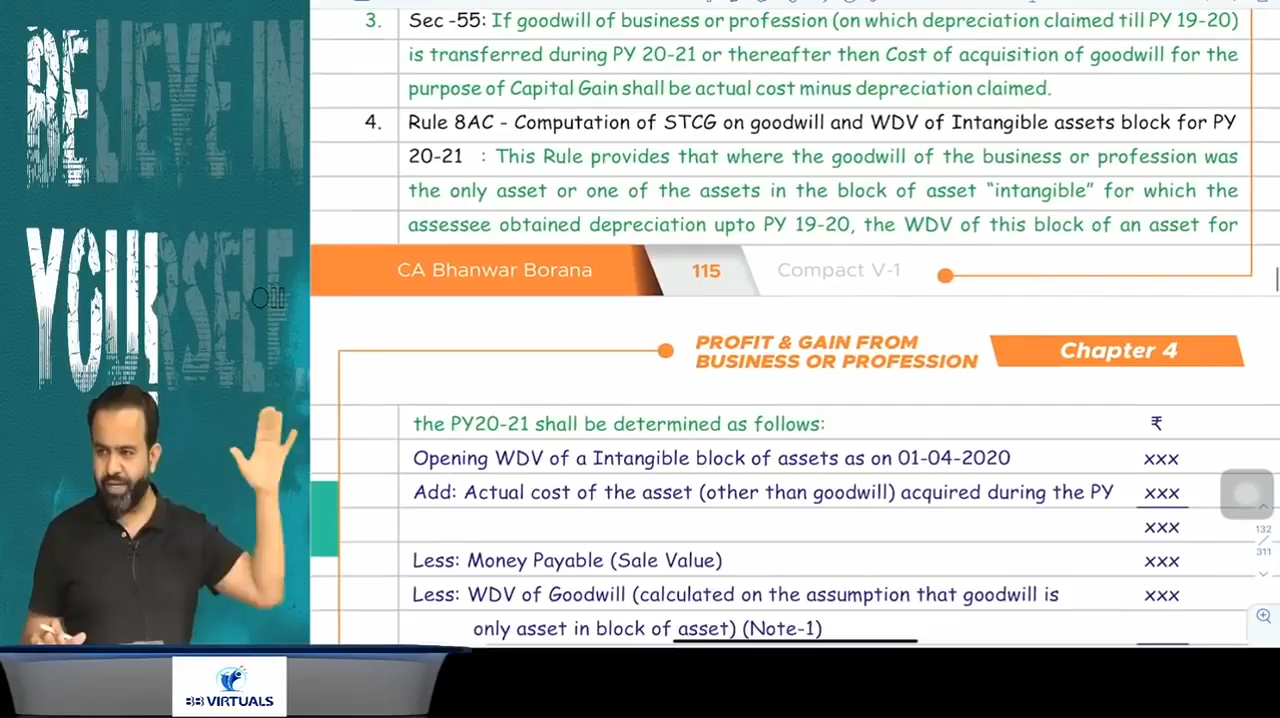 BELIEVE IN
YOURSELF
3. Sec -55: If goodwill of business or profession (on which depreciation claimed till PY 19-20)
is transferred during PY 20-21 or thereafter then Cost of acquisition of goodwill for the
purpose of Capital Gain shall be actual cost minus depreciation claimed.
4. Rule 8AC - Computation of STCG on goodwill and WDV of Intangible assets block for PY
20-21 : This Rule provides that where the goodwill of the business or profession was
the only asset or one of the assets in the block of asset “intangible” for which the
assessee obtained depreciation upto PY 19-20, the WDV of this block of an asset for
CA Bhanwar Borana 115 Compact V-1
PROFIT & GAIN FROM
BUSINESS OR PROFESSION
Chapter 4
the PY20-21 shall be determined as follows: ₹
Opening WDV of a Intangible block of assets as on 01-04-2020 xxx
Add: Actual cost of the asset (other than goodwill) acquired during the PY xxx
xxx
Less: Money Payable (Sale Value) xxx
Less: WDV of Goodwill (calculated on the assumption that goodwill is xxx
only asset in block of asset) (Note-1)
132
/
311
BB VIRTUALS